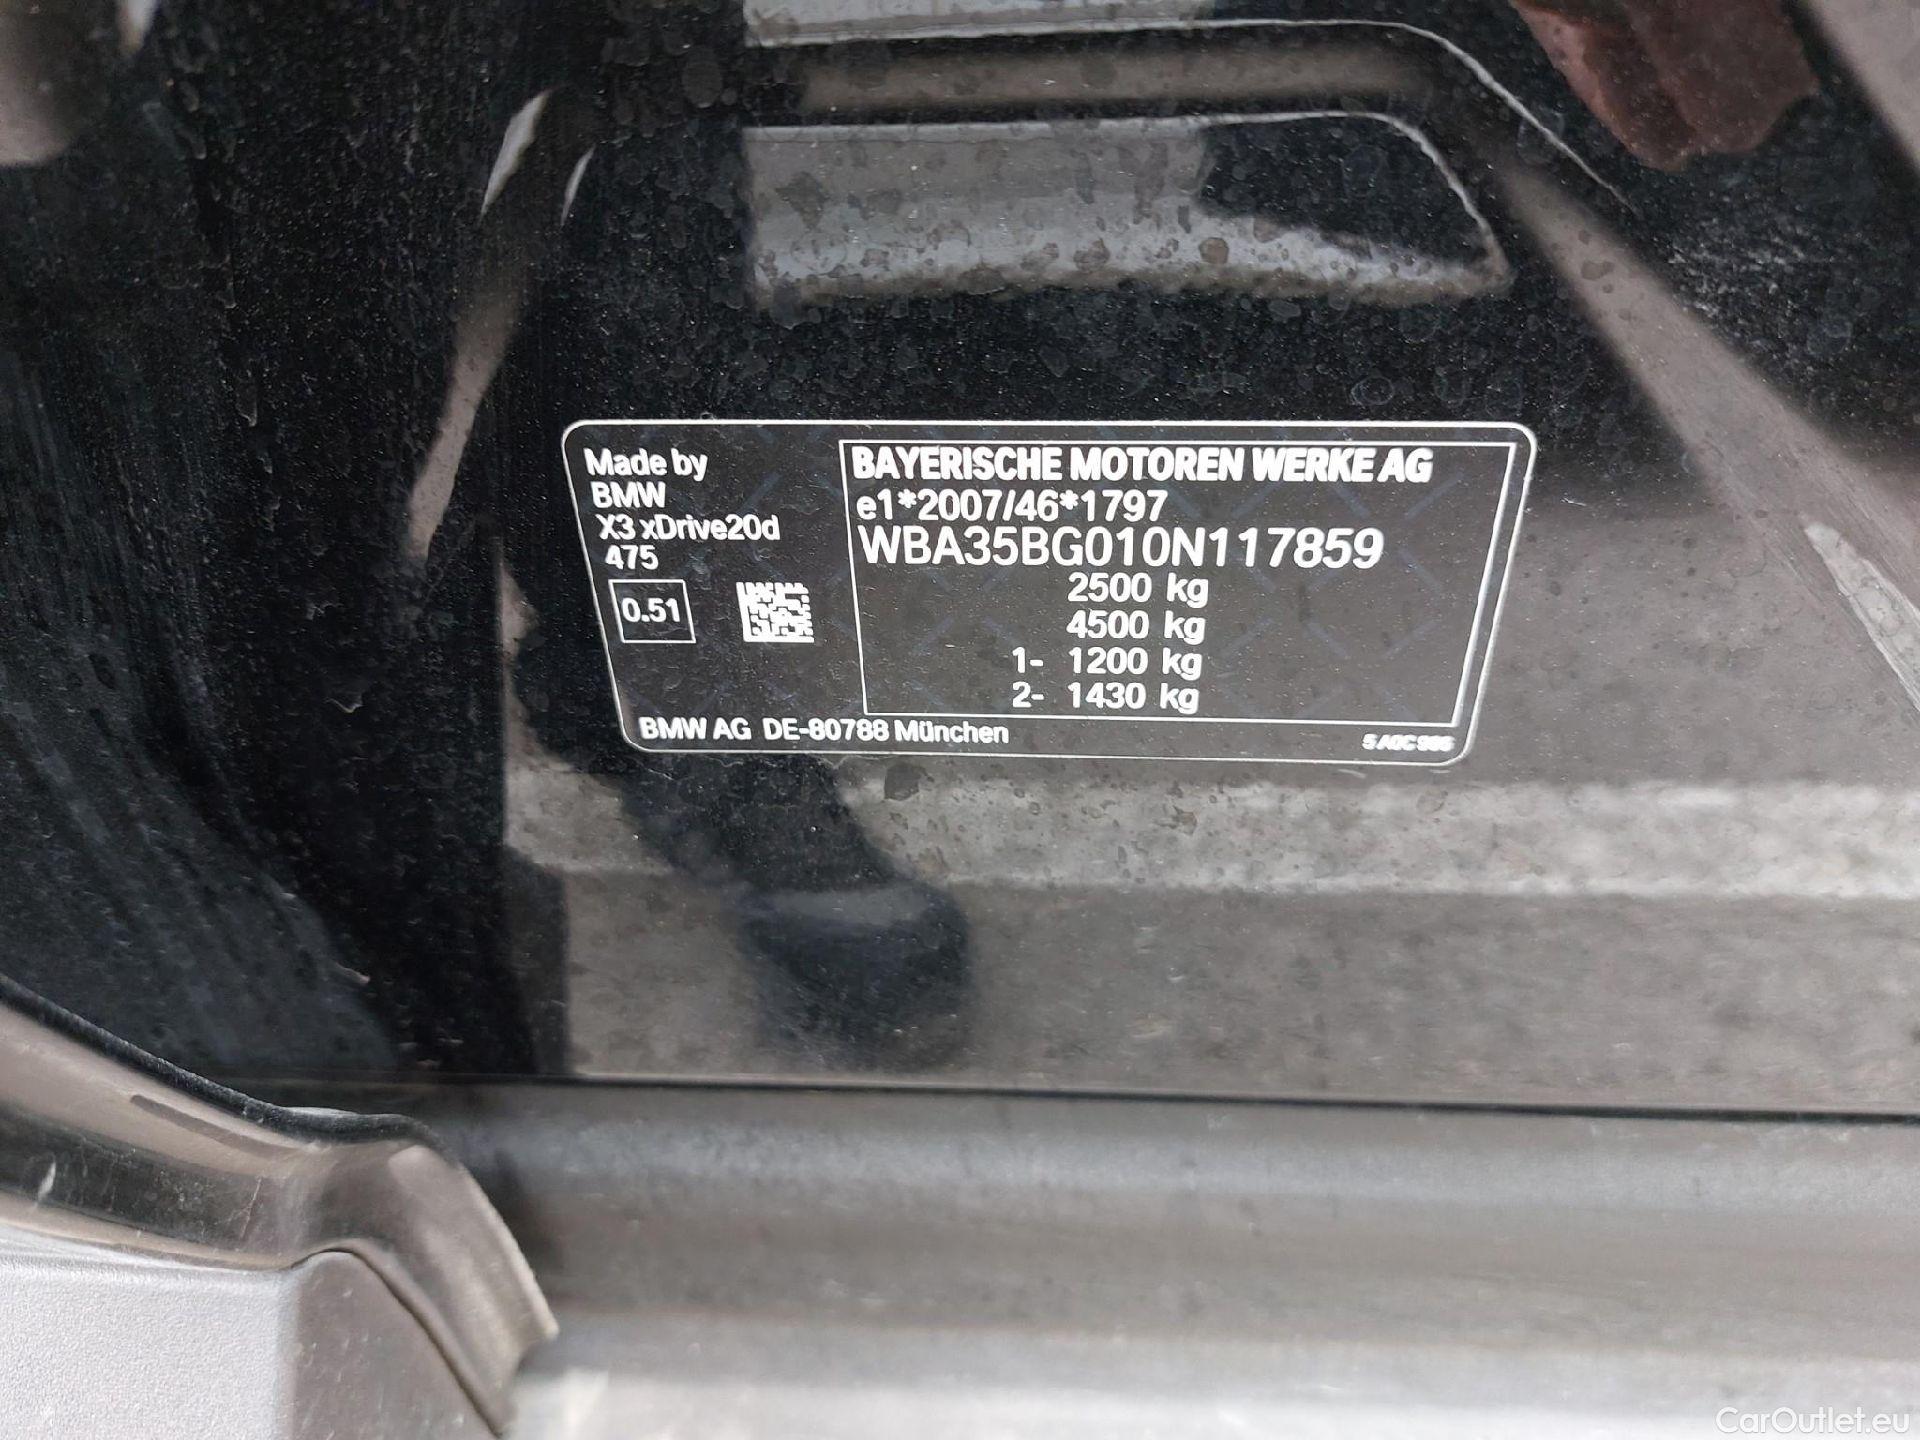 Made by
BMW
X3 xDrive20d
475
0.51
BAYERISCHE MOTOREN WERKE AG
e1*2007/46*1797
WBA35BG010N117859
2500 kg
4500 kg
1- 1200 kg
2- 1430 kg
BMW AG DE-80788 München
CarOutlet.eu